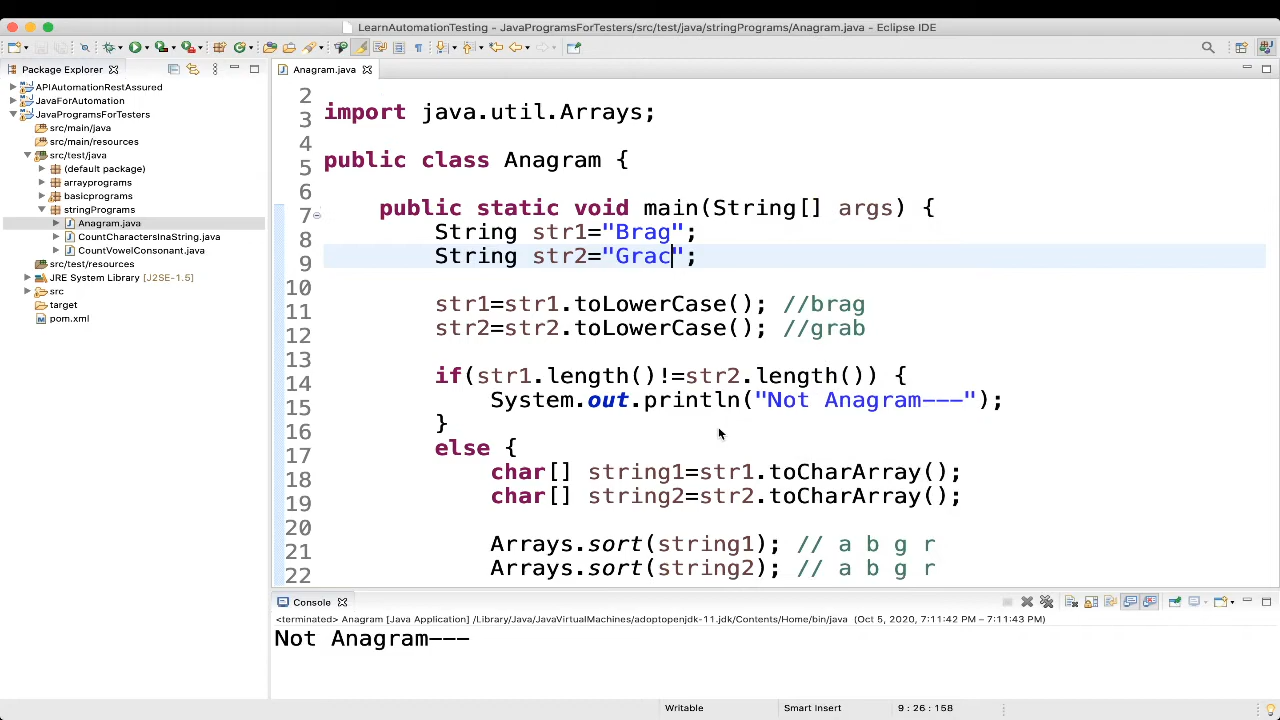 LearnAutomationTesting - JavaProgramsForTesters/src/test/java/stringPrograms/Anagram.java - Eclipse IDE
Package Explorer
Anagram.java
APIAutomationRestAssured
JavaForAutomation
JavaProgramsForTesters
src/main/java
src/main/resources
src/test/java
(default package)
arrayprograms
basicprograms
stringPrograms
Anagram.java
CountCharactersInaString.java
CountVowelConsonant.java
src/test/resources
JRE System Library [J2SE-1.5]
src
target
pom.xml
2
3 import java.util.Arrays;
4
5 public class Anagram {
6
7 public static void main(String[] args) {
8 String str1="Brag";
9 String str2="Grac";
10
11 str1=str1.toLowerCase(); //brag
12 str2=str2.toLowerCase(); //grab
13
14 if(str1.length()!=str2.length()) {
15 System.out.println("Not Anagram---");
16 }
17 else {
18 char[] string1=str1.toCharArray();
19 char[] string2=str2.toCharArray();
20
21 Arrays.sort(string1); // a b g r
22 Arrays.sort(string2); // a b g r
Console
<terminated> Anagram [Java Application] /Library/Java/JavaVirtualMachines/adoptopenjdk-11.jdk/Contents/Home/bin/java (Oct 5, 2020, 7:11:42 PM – 7:11:43 PM)
Not Anagram---
Writable Smart Insert 9 : 26 : 158